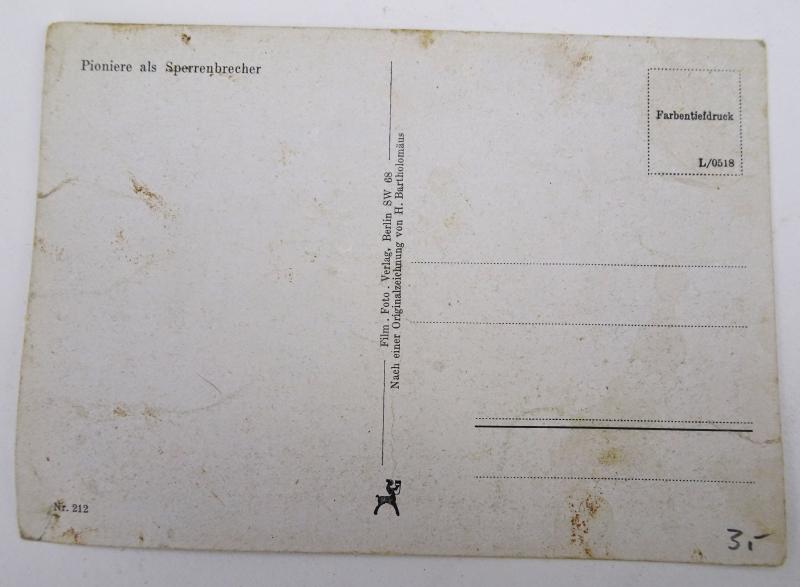 Pioniere als Sperrenbrecher
Film . Foto . Verlag, Berlin SW 68
Nach einer Originalzeichnung von H. Bartholomäus
Farbentiefdruck
L/0518
Nr. 212
3,-